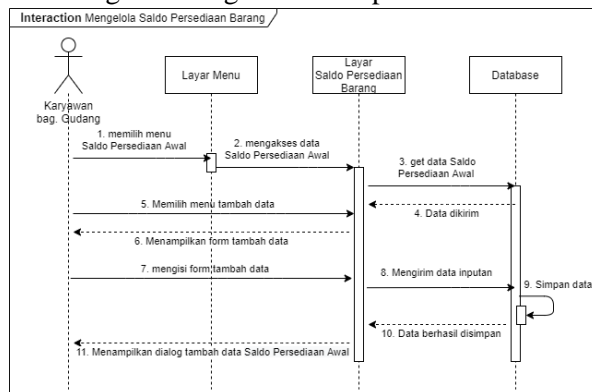 Interaction Mengelola Saldo Persediaan Barang
Karyawan
bag. Gudang
Layar Menu
Layar
Saldo Persediaan
Barang
Database
1. memilih menu
Saldo Persediaan Awal
2. mengakses data
Saldo Persediaan Awal
3. get data Saldo
Persediaan Awal
4. Data dikirim
5. Memilih menu tambah data
6. Menampilkan form tambah data
7. mengisi form tambah data
8. Mengirim data inputan
9. Simpan data
10. Data berhasil disimpan
11. Menampilkan dialog tambah data Saldo Persediaan Awal